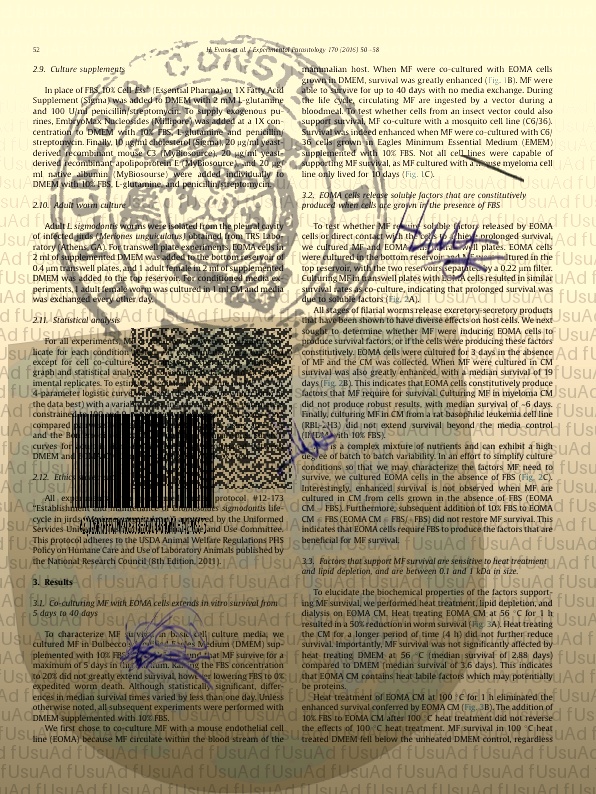 52
H. Evans et al. / Experimental Parasitology 170 (2016) 50–58
2.9. Culture supplements
In place of FBS, 10% Cell-Ess® (Essential Pharma) or 1X Fatty Acid
Supplement (Sigma) was added to DMEM with 2 mM L-glutamine
and 100 U/ml penicillin/streptomycin. To supply exogenous pu-
rines, EmbryoMax Nucleosides (Millipore) was added at a 1X con-
centration to DMEM with 10% FBS, L-glutamine and penicillin/
streptomycin. Finally, 10 ng/ml cholesterol (Sigma), 20 μg/ml yeast-
derived recombinant mouse C3 (MyBiosource), 20 μg/ml yeast-
derived recombinant apolipoprotein E (MyBiosource) and 20 μg/
ml native albumin (MyBiosourse) were added individually to
DMEM with 10% FBS, L-glutamine, and penicillin/streptomycin.
2.10. Adult worm culture
Adult L. sigmodontis worms were isolated from the pleural cavity
of infected jirds (Meriones unguiculatus) obtained from TRS Labo-
ratory (Athens, GA). For transwell plate experiments, EOMA cells in
2 ml of supplemented DMEM was added to the bottom reservoir of
0.4 μm transwell plates, and 1 adult female in 2 ml of supplemented
DMEM was added to the top reservoir. For conditioned media ex-
periments, 1 adult female worm was cultured in 1 ml CM and media
was exchanged every other day.
2.11. Statistical analysis
For all experiments, MF
licate for each condition
except for cell co-culture
graph and statistical analys
imental replicates. To estim
4-parameter logistic curve
the data best) with a variab
constrained
compared
and the Bo
curves for
DMEM and
2.12. Ethics
All exp protocol #12-173
"Establishment and maintenance of Litomosoides sigmodontis life-
cycle in jirds" by the Uniformed
Services Uni Use Committee.
This protocol adheres to the USDA Animal Welfare Regulations PHS
Policy on Humane Care and Use of Laboratory Animals published by
the National Research Council (8th Edition, 2011).
3. Results
3.1. Co-culturing MF with EOMA cells extends in vitro survival from
5 days to 40 days
To characterize MF survival in basic cell culture media, we
cultured MF in Dulbecco's Modified Eagles Medium (DMEM) sup-
plemented with 10% FBS and found that MF survive for a
maximum of 5 days in this medium. Raising the FBS concentration
to 20% did not greatly extend survival, however lowering FBS to 0%
expedited worm death. Although statistically significant, differ-
ences in median survival times varied by less than one day. Unless
otherwise noted, all subsequent experiments were performed with
DMEM supplemented with 10% FBS.
We first chose to co-culture MF with a mouse endothelial cell
line (EOMA) because MF circulate within the blood stream of the
mammalian host. When MF were co-cultured with EOMA cells
grown in DMEM, survival was greatly enhanced (Fig. 1B). MF were
able to survive for up to 40 days with no media exchange. During
the life cycle, circulating MF are ingested by a vector during a
bloodmeal. To test whether cells from an insect vector could also
support survival, MF co-culture with a mosquito cell line (C6/36).
Survival was indeed enhanced when MF were co-cultured with C6/
36 cells grown in Eagles Minimum Essential Medium (EMEM)
supplemented with 10% FBS. Not all cell lines were capable of
supporting MF survival, as MF cultured with a mouse myeloma cell
line only lived for 10 days (Fig. 1C).
3.2. EOMA cells release soluble factors that are constitutively
produced when cells are grown in the presence of FBS
To test whether MF require soluble factors released by EOMA
cells or direct contact with the cells to achieve prolonged survival,
we cultured MF and EOMA cells in transwell plates. EOMA cells
were cultured in the bottom reservoir and MF were cultured in the
top reservoir, with the two reservoirs separated by a 0.22 μm filter.
Culturing MF in transwell plates with EOMA cells resulted in similar
survival rates as co-culture, indicating that prolonged survival was
due to soluble factors (Fig. 2A).
All stages of filarial worms release excretory-secretory products
that have been shown to have diverse effects on host cells. We next
sought to determine whether MF were inducing EOMA cells to
produce survival factors, or if the cells were producing these factors
constitutively. EOMA cells were cultured for 3 days in the absence
of MF and the CM was collected. When MF were cultured in CM
survival was also greatly enhanced, with a median survival of 19
days (Fig. 2B). This indicates that EOMA cells constitutively produce
factors that MF require for survival. Culturing MF in myeloma CM
did not produce robust results, with median survival of ~6 days.
Finally, culturing MF in CM from a rat basophilic leukemia cell line
(RBL-2H3) did not extend survival beyond the media control
(DMEM with 10% FBS).
is a complex mixture of nutrients and can exhibit a high
degree of batch to batch variability. In an effort to simplify culture
conditions so that we may characterize the factors MF need to
survive, we cultured EOMA cells in the absence of FBS (Fig. 2C).
Interestingly, enhanced survival is not observed when MF are
cultured in CM from cells grown in the absence of FBS (EOMA
CM − FBS). Furthermore, subsequent addition of 10% FBS to EOMA
CM − FBS (EOMA CM − FBS/+FBS) did not restore MF survival. This
indicates that EOMA cells require FBS to produce the factors that are
beneficial for MF survival.
3.3. Factors that support MF survival are sensitive to heat treatment
and lipid depletion, and are between 0.1 and 1 kDa in size.
To elucidate the biochemical properties of the factors support-
ing MF survival, we performed heat treatment, lipid depletion, and
dialysis on EOMA CM. Heat treating EOMA CM at 56 °C for 1 h
resulted in a 50% reduction in worm survival (Fig. 3A). Heat treating
the CM for a longer period of time (4 h) did not further reduce
survival. Importantly, MF survival was not significantly affected by
heat treating DMEM at 56 °C (median survival of 2.88 days)
compared to DMEM (median survival of 3.6 days). This indicates
that EOMA CM contains heat labile factors which may potentially
be proteins.
Heat treatment of EOMA CM at 100 °C for 1 h eliminated the
enhanced survival conferred by EOMA CM (Fig. 3B). The addition of
10% FBS to EOMA CM after 100 °C heat treatment did not reverse
the effects of 100 °C heat treatment. MF survival in 100 °C heat
treated DMEM fell below the unheated DMEM control, regardless